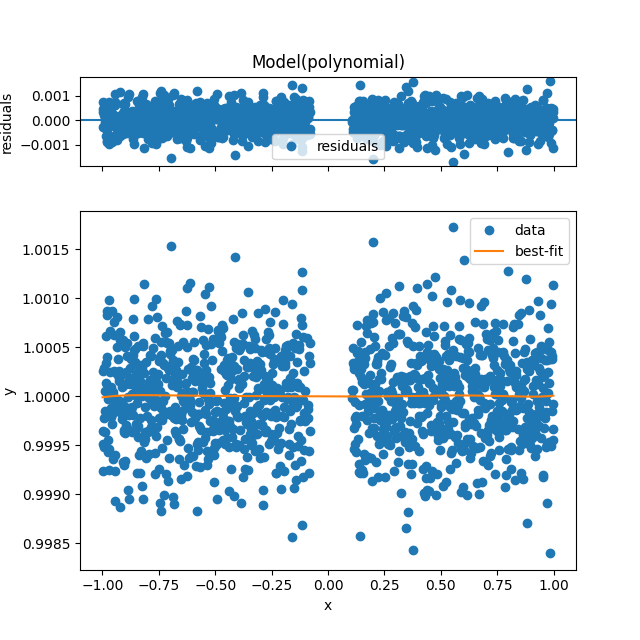 Model(polynomial)
0.001
0.000
−0.001
residuals
residuals
1.0015
1.0010
1.0005
1.0000
0.9995
0.9990
0.9985
y
data
best-fit
−1.00 −0.75 −0.50 −0.25 0.00 0.25 0.50 0.75 1.00
x